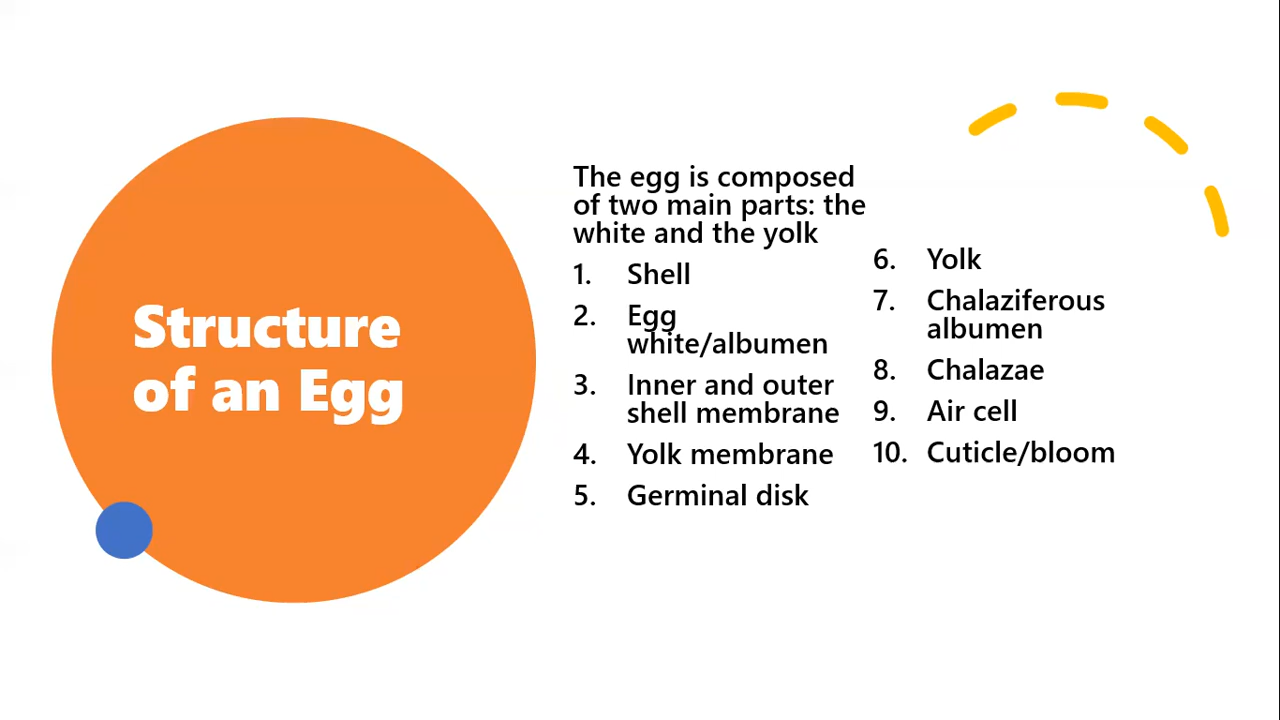 Structure
of an Egg
The egg is composed
of two main parts: the
white and the yolk
1. Shell
2. Egg
white/albumen
3. Inner and outer
shell membrane
4. Yolk membrane
5. Germinal disk
6. Yolk
7. Chalaziferous
albumen
8. Chalazae
9. Air cell
10. Cuticle/bloom